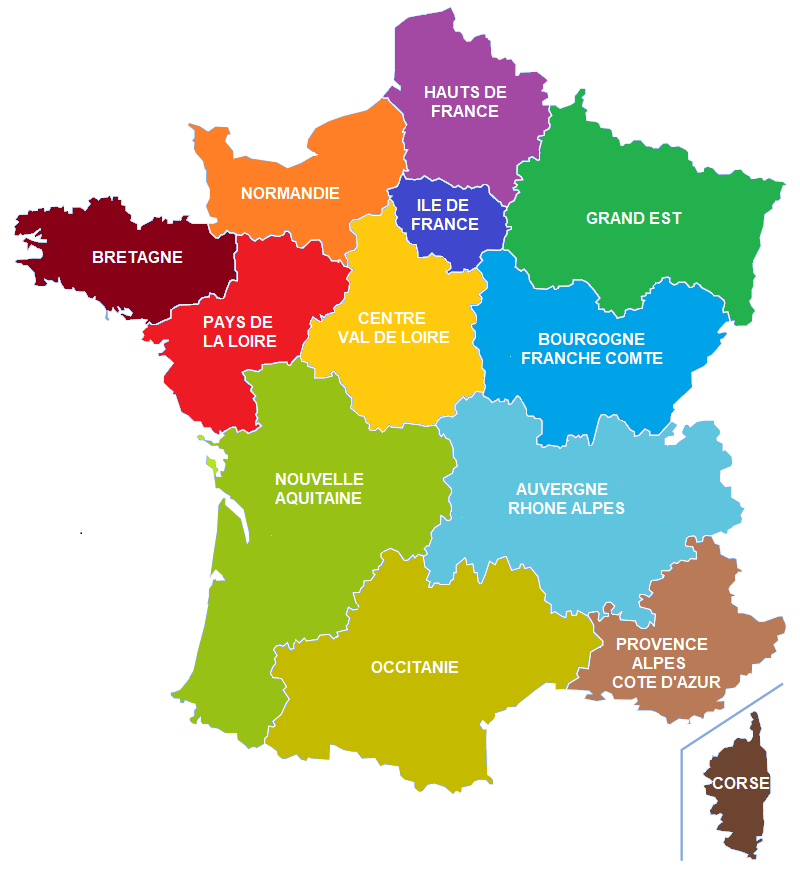 HAUTS DE
FRANCE
NORMANDIE
ILE DE
FRANCE
GRAND EST
BRETAGNE
PAYS DE
LA LOIRE
CENTRE
VAL DE LOIRE
BOURGOGNE
FRANCHE COMTE
NOUVELLE
AQUITAINE
AUVERGNE
RHONE ALPES
OCCITANIE
PROVENCE
ALPES
COTE D'AZUR
CORSE